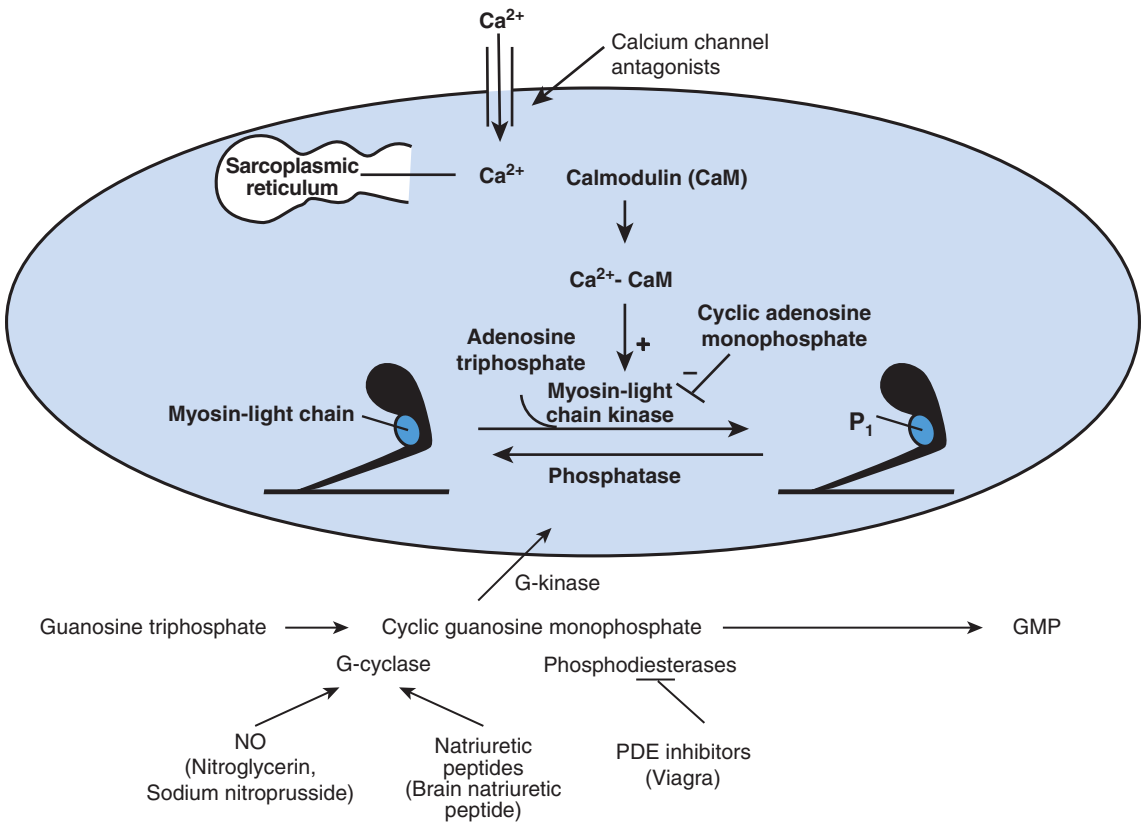 Ca²⁺
Calcium channel
antagonists
Sarcoplasmic
reticulum
Ca²⁺
Calmodulin (CaM)
Ca²⁺- CaM
+
Cyclic adenosine
monophosphate
Adenosine
triphosphate
–
Myosin-light
chain kinase
Myosin-light chain
P₁
Phosphatase
G-kinase
Guanosine triphosphate
Cyclic guanosine monophosphate
GMP
G-cyclase
Phosphodiesterases
NO
(Nitroglycerin,
Sodium nitroprusside)
Natriuretic
peptides
(Brain natriuretic
peptide)
PDE inhibitors
(Viagra)